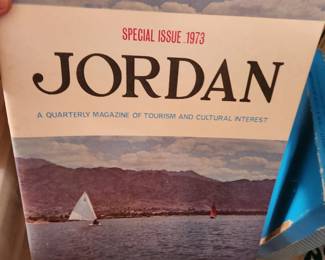 SPECIAL ISSUE 1973
JORDAN
A QUARTERLY MAGAZINE OF TOURISM AND CULTURAL INTEREST